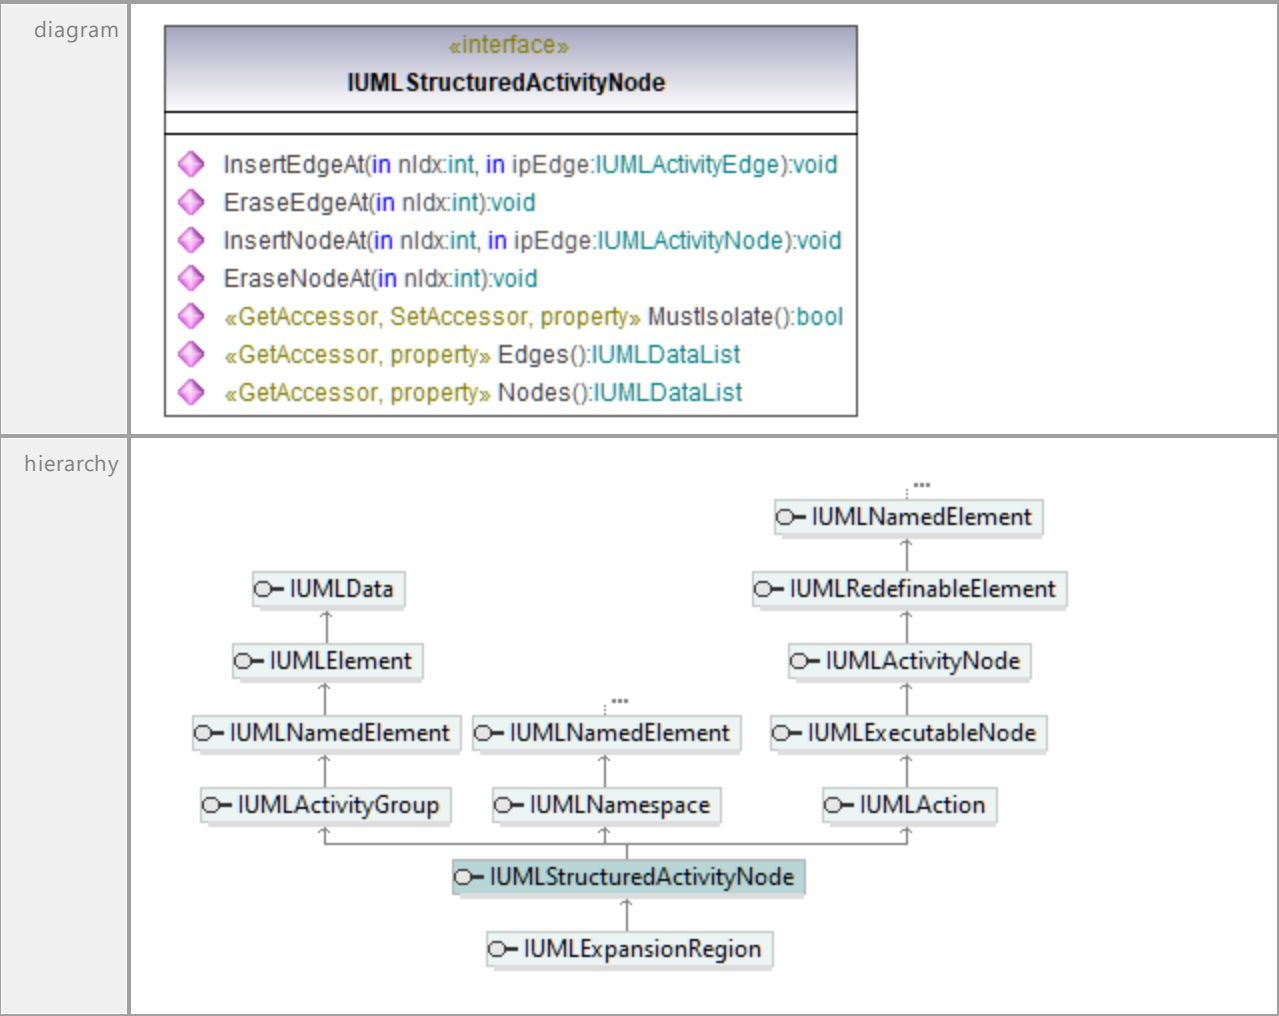 diagram
«interface»
IUMLStructuredActivityNode
InsertEdgeAt(in nIdx:int, in ipEdge:IUMLActivityEdge):void
EraseEdgeAt(in nIdx:int):void
InsertNodeAt(in nIdx:int, in ipEdge:IUMLActivityNode):void
EraseNodeAt(in nIdx:int):void
«GetAccessor, SetAccessor, property» MustIsolate():bool
«GetAccessor, property» Edges():IUMLDataList
«GetAccessor, property» Nodes():IUMLDataList
hierarchy
...
IUMLNamedElement
IUMLData
IUMLRedefinableElement
IUMLElement
IUMLActivityNode
...
IUMLNamedElement
IUMLNamedElement
IUMLExecutableNode
IUMLActivityGroup
IUMLNamespace
IUMLAction
IUMLStructuredActivityNode
IUMLExpansionRegion